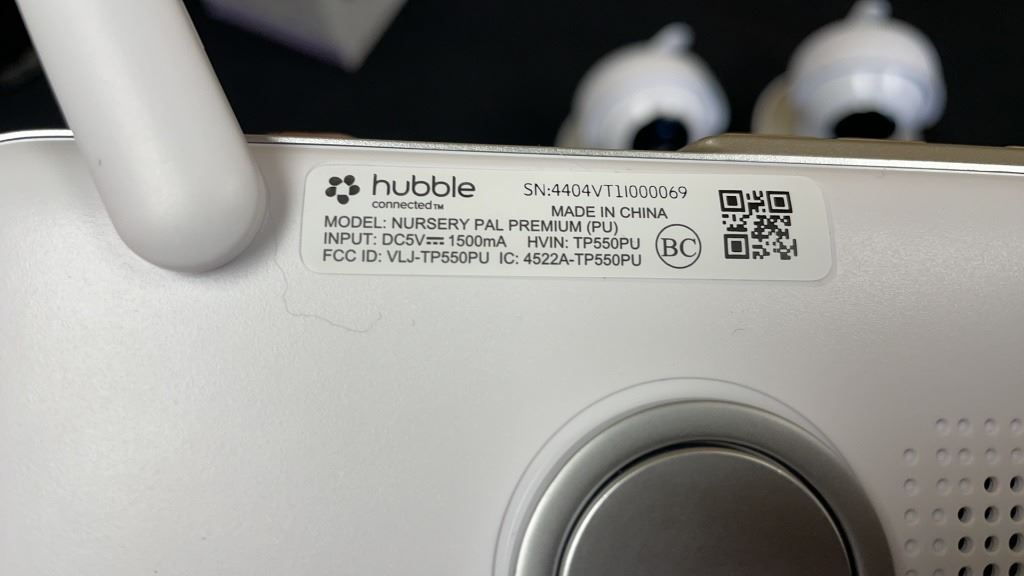 hubble
connected™
SN:4404VT1I000069
MADE IN CHINA
MODEL: NURSERY PAL PREMIUM (PU)
INPUT: DC5V⎓1500mA HVIN: TP550PU
FCC ID: VLJ-TP550PU IC: 4522A-TP550PU
BC